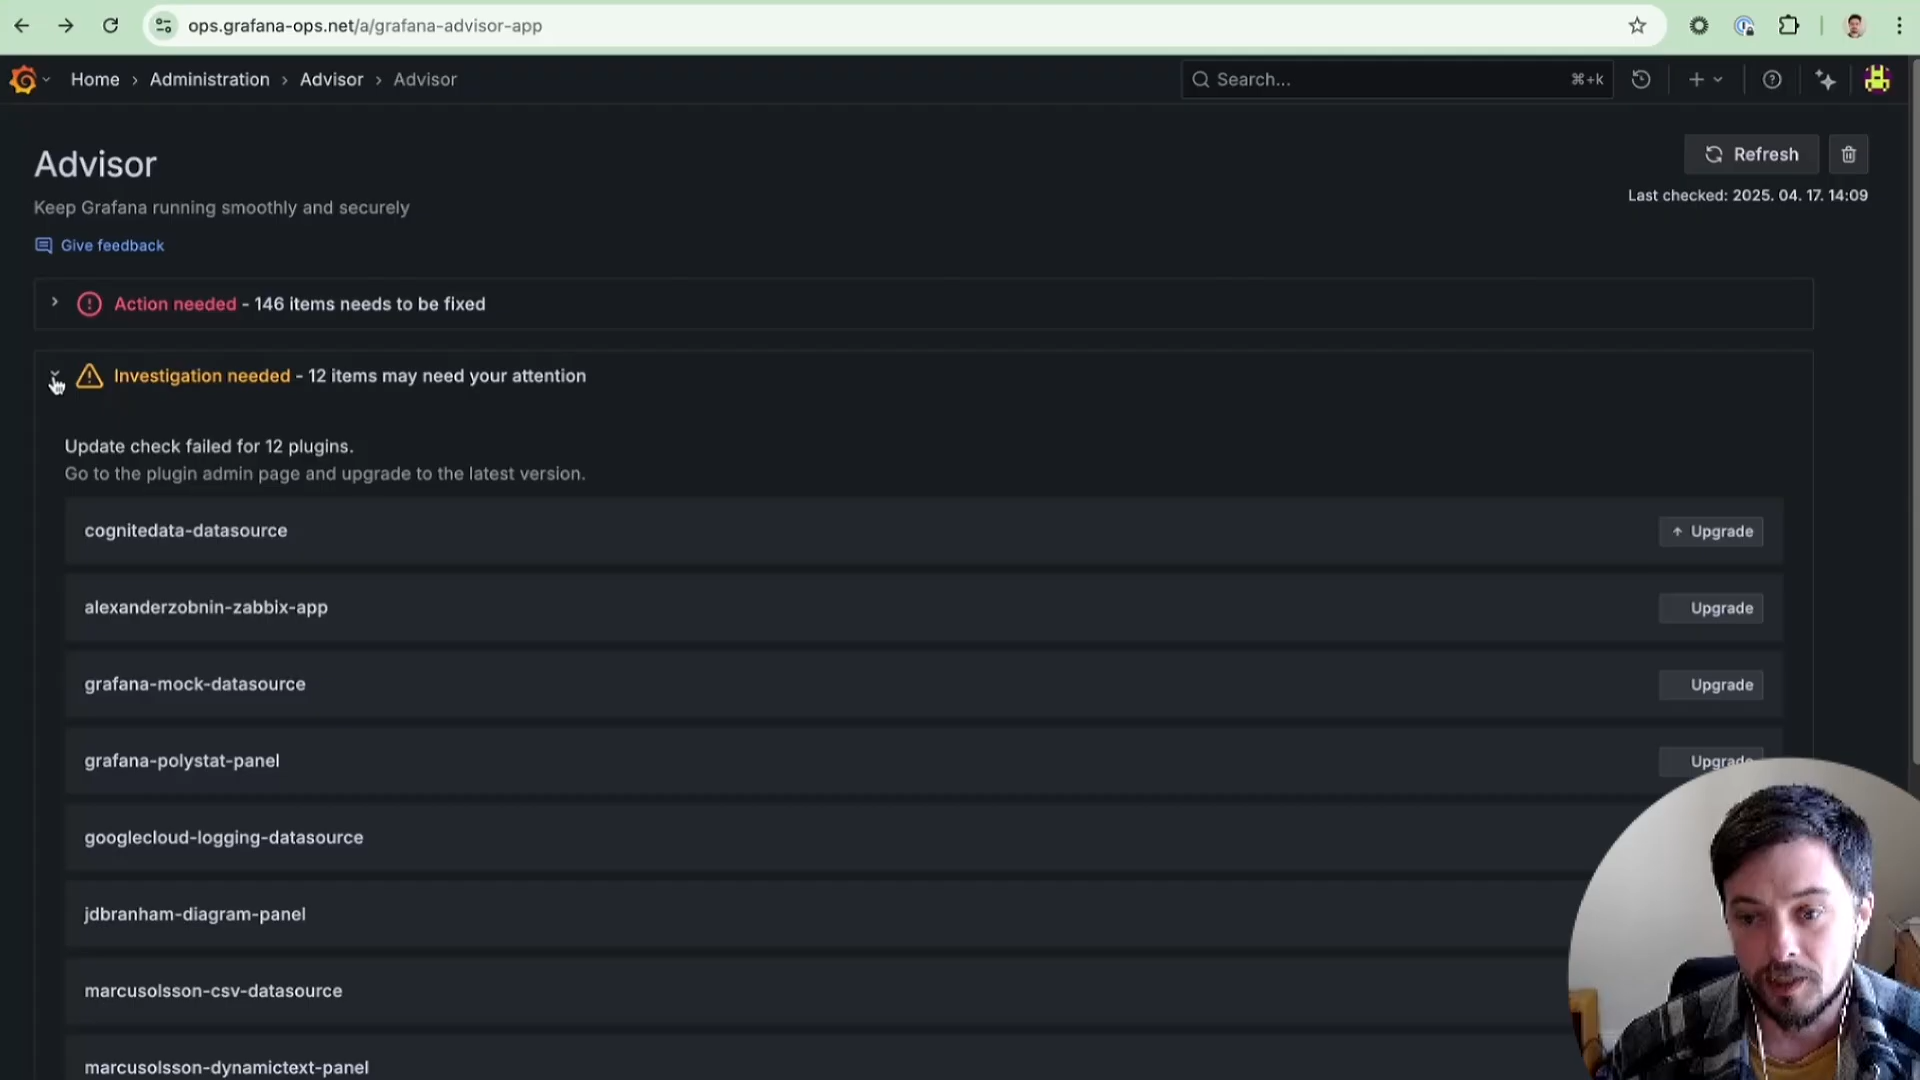 ops.grafana-ops.net/a/grafana-advisor-app
Home › Administration › Advisor › Advisor
Search... ⌘+k
Advisor
Refresh
Keep Grafana running smoothly and securely
Last checked: 2025. 04. 17. 14:09
Give feedback
Action needed - 146 items needs to be fixed
Investigation needed - 12 items may need your attention
Update check failed for 12 plugins.
Go to the plugin admin page and upgrade to the latest version.
cognitedata-datasource
Upgrade
alexanderzobnin-zabbix-app
Upgrade
grafana-mock-datasource
Upgrade
grafana-polystat-panel
Upgrade
googlecloud-logging-datasource
jdbranham-diagram-panel
marcusolsson-csv-datasource
marcusolsson-dynamictext-panel